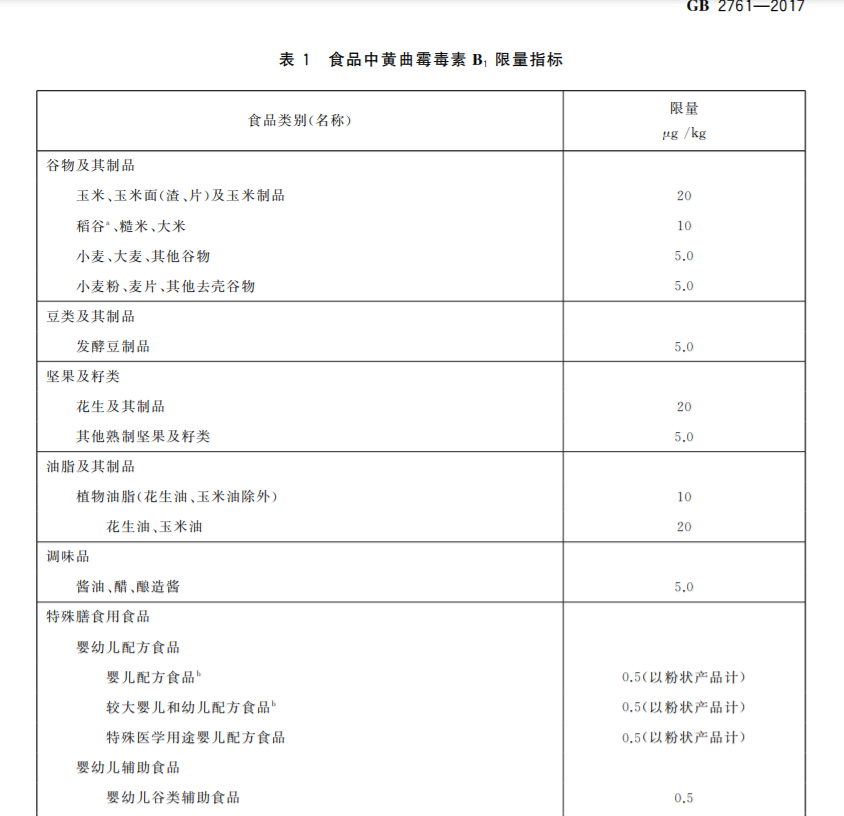 GB 2761—2017
表 1 食品中黄曲霉毒素 B₁ 限量指标
食品类别(名称)
限量
μg /kg
谷物及其制品
玉米、玉米面(渣、片)及玉米制品 20
稻谷ᵃ、糙米、大米 10
小麦、大麦、其他谷物 5.0
小麦粉、麦片、其他去壳谷物 5.0
豆类及其制品
发酵豆制品 5.0
坚果及籽类
花生及其制品 20
其他熟制坚果及籽类 5.0
油脂及其制品
植物油脂(花生油、玉米油除外) 10
花生油、玉米油 20
调味品
酱油、醋、酿造酱 5.0
特殊膳食用食品
婴幼儿配方食品
婴儿配方食品ᵇ 0.5(以粉状产品计)
较大婴儿和幼儿配方食品ᵇ 0.5(以粉状产品计)
特殊医学用途婴儿配方食品 0.5(以粉状产品计)
婴幼儿辅助食品
婴幼儿谷类辅助食品 0.5